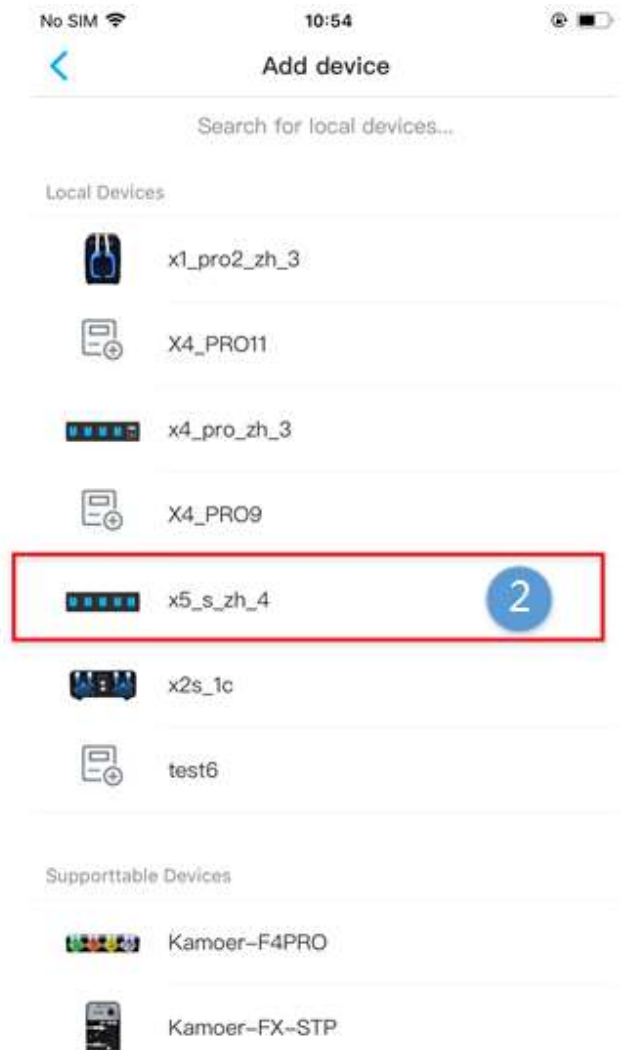 No SIM 10:54
Add device
Search for local devices...
Local Devices
x1_pro2_zh_3
X4_PRO11
x4_pro_zh_3
X4_PRO9
x5_s_zh_4
2
x2s_1c
test6
Supporttable Devices
Kamoer-F4PRO
Kamoer-FX-STP